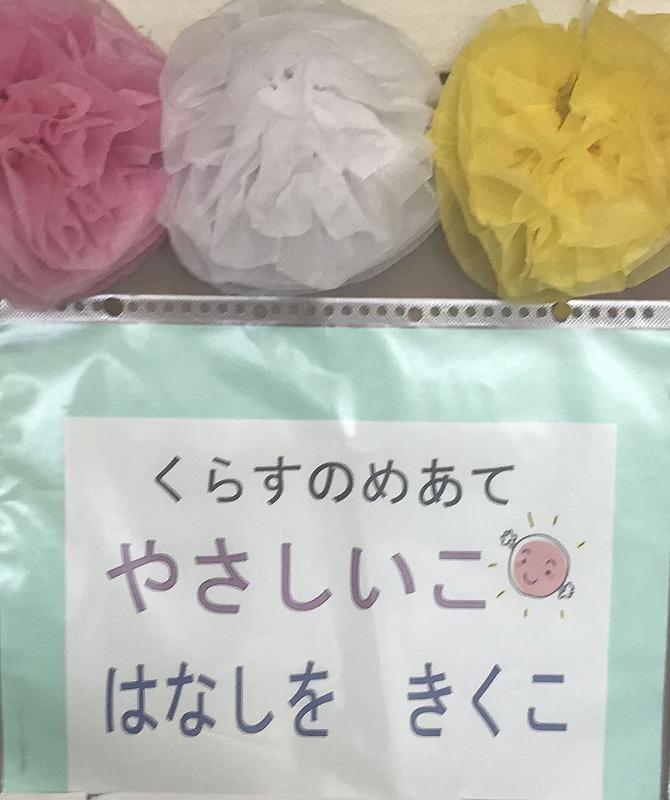 くらすのめあて
やさしいこ
はなしを　きくこ